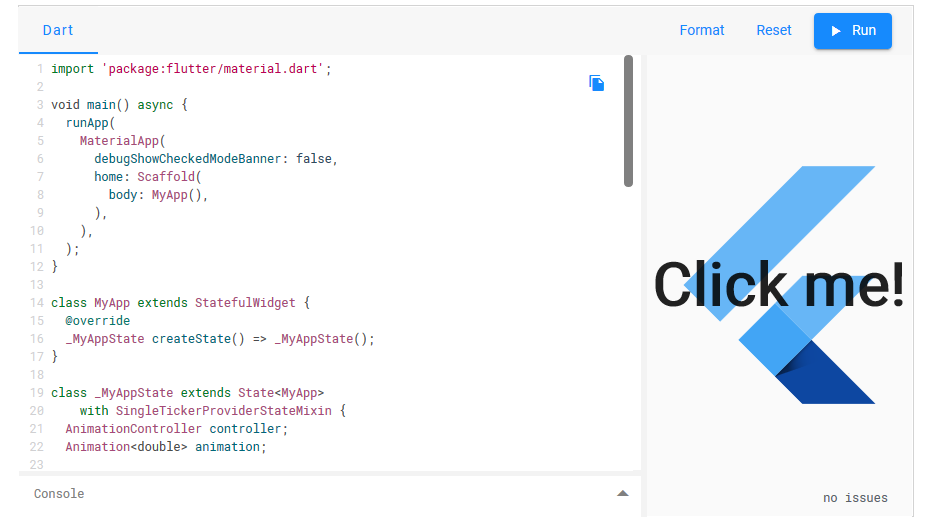 Dart
Format
Reset
Run
1 import 'package:flutter/material.dart';
2
3 void main() async {
4   runApp(
5     MaterialApp(
6       debugShowCheckedModeBanner: false,
7       home: Scaffold(
8         body: MyApp(),
9       ),
10     ),
11   );
12 }
13
14 class MyApp extends StatefulWidget {
15   @override
16   _MyAppState createState() => _MyAppState();
17 }
18
19 class _MyAppState extends State<MyApp>
20     with SingleTickerProviderStateMixin {
21   AnimationController controller;
22   Animation<double> animation;
23
Click me!
Console
no issues